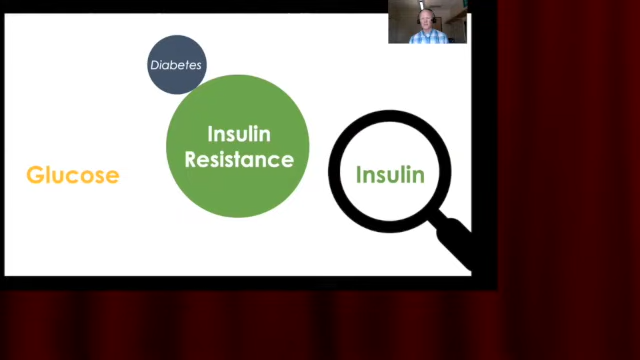 Diabetes
Insulin
Resistance
Glucose
Insulin